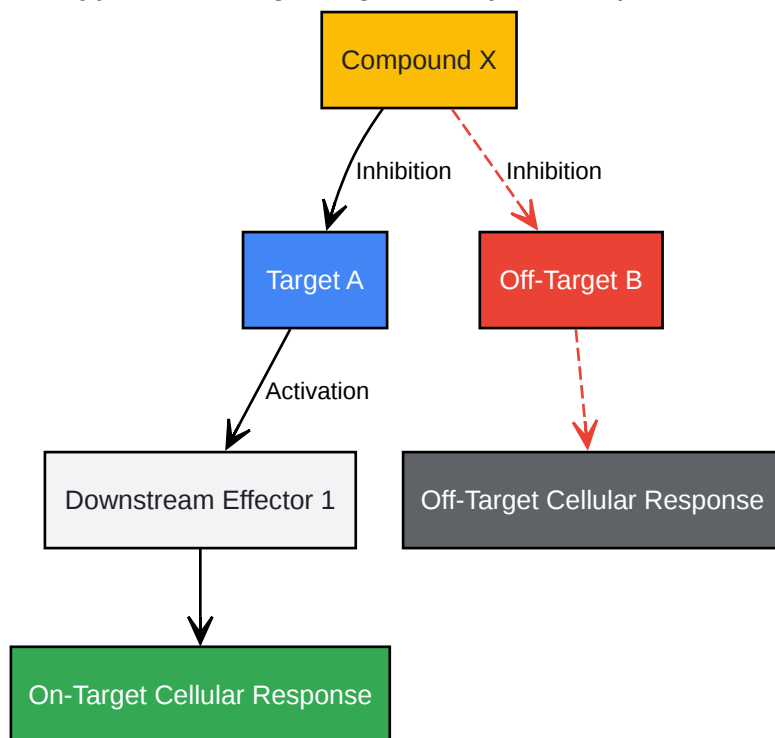 Compound X
Inhibition
Inhibition
Target A
Off-Target B
Activation
Downstream Effector 1
Off-Target Cellular Response
On-Target Cellular Response